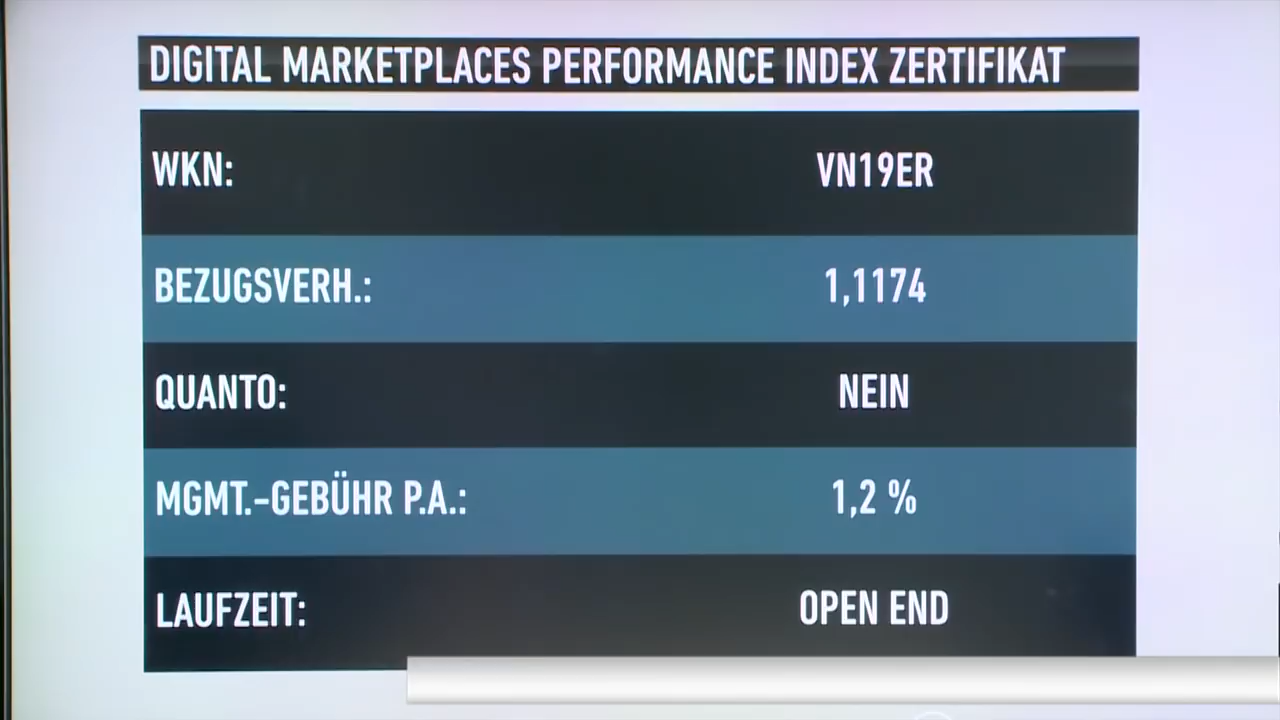 DIGITAL MARKETPLACES PERFORMANCE INDEX ZERTIFIKAT
WKN: VN19ER
BEZUGSVERH.: 1,1174
QUANTO: NEIN
MGMT.-GEBÜHR P.A.: 1,2 %
LAUFZEIT: OPEN END